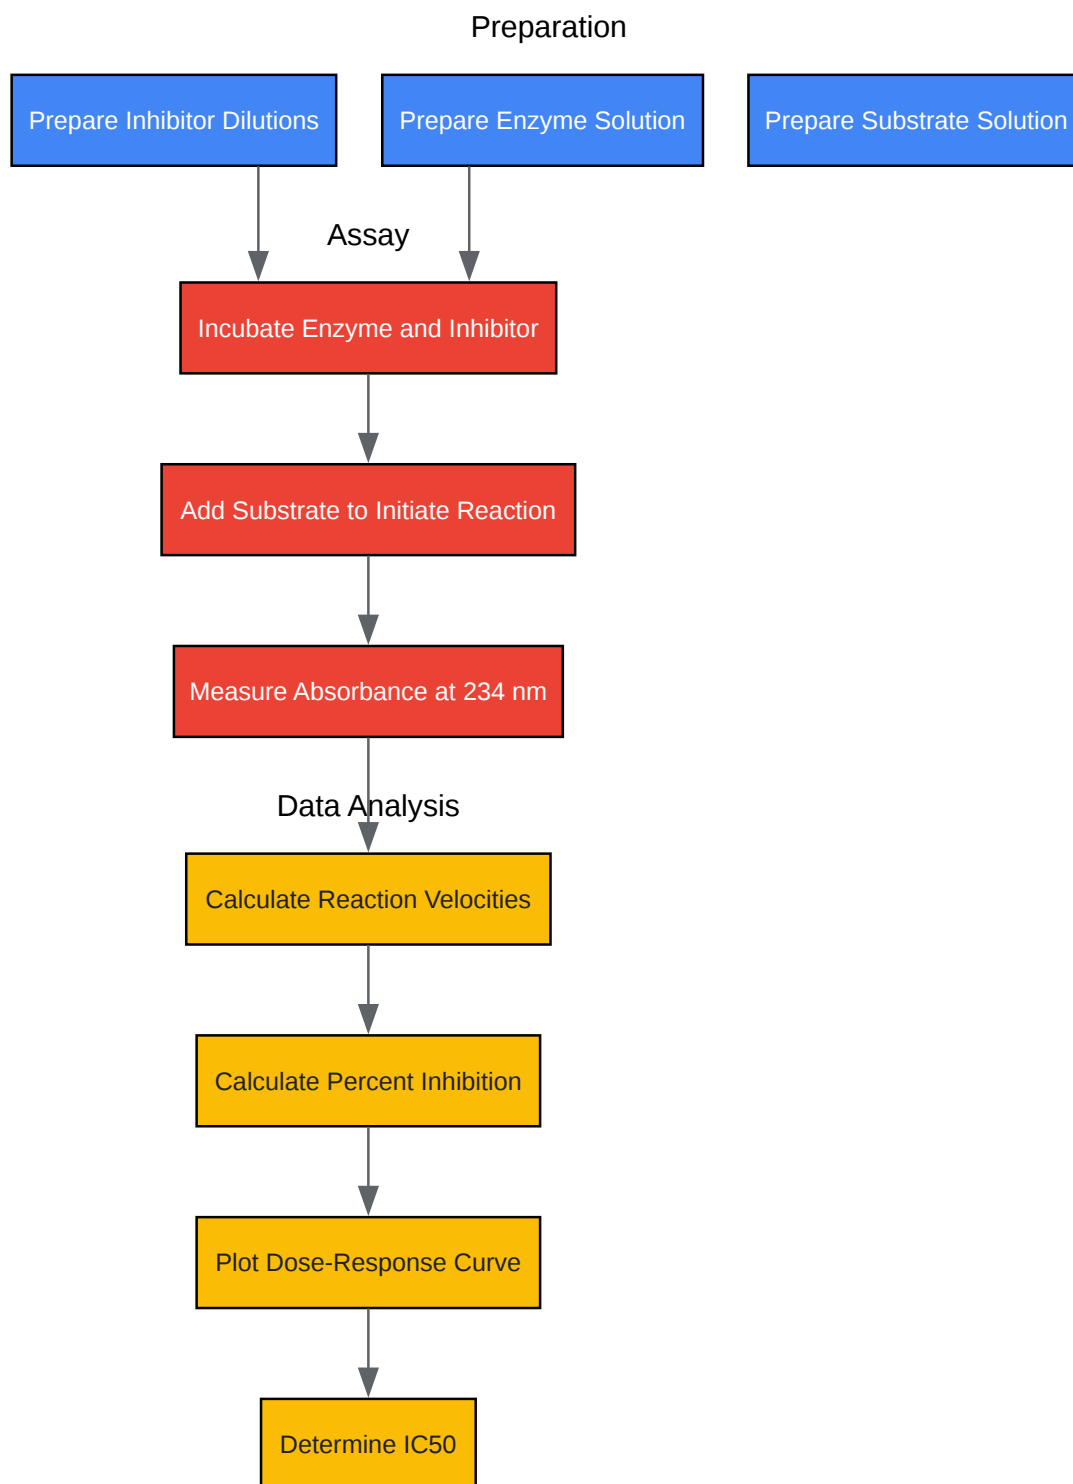 Preparation
Prepare Inhibitor Dilutions
Prepare Enzyme Solution
Prepare Substrate Solution
Assay
Incubate Enzyme and Inhibitor
Add Substrate to Initiate Reaction
Measure Absorbance at 234 nm
Data Analysis
Calculate Reaction Velocities
Calculate Percent Inhibition
Plot Dose-Response Curve
Determine IC50